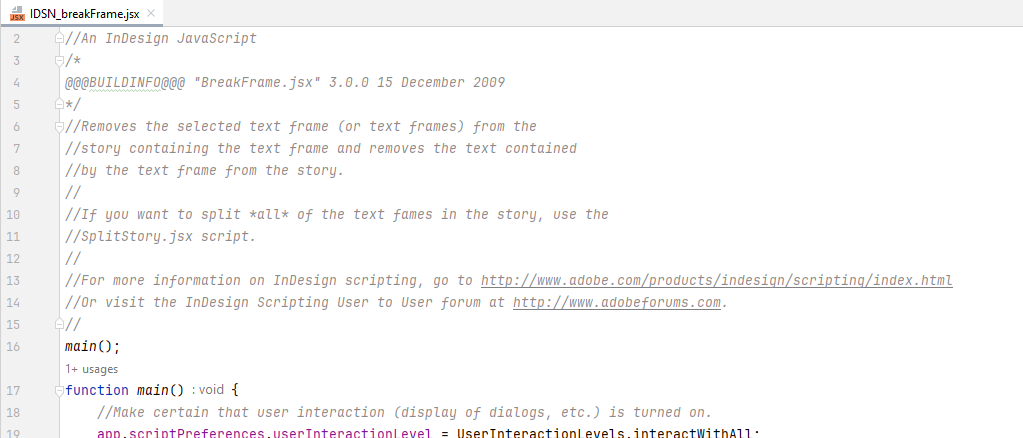 JSX IDSN_breakFrame.jsx ×
2 //An InDesign JavaScript
3 /*
4 @@@BUILDINFO@@@ "BreakFrame.jsx" 3.0.0 15 December 2009
5 */
6 //Removes the selected text frame (or text frames) from the
7 //story containing the text frame and removes the text contained
8 //by the text frame from the story.
9 //
10 //If you want to split *all* of the text fames in the story, use the
11 //SplitStory.jsx script.
12 //
13 //For more information on InDesign scripting, go to http://www.adobe.com/products/indesign/scripting/index.html
14 //Or visit the InDesign Scripting User to User forum at http://www.adobeforums.com.
15 //
16 main();
1+ usages
17 function main() : void {
18 //Make certain that user interaction (display of dialogs, etc.) is turned on.
19 app.scriptPreferences.userInteractionLevel = UserInteractionLevels.interactWithAll;